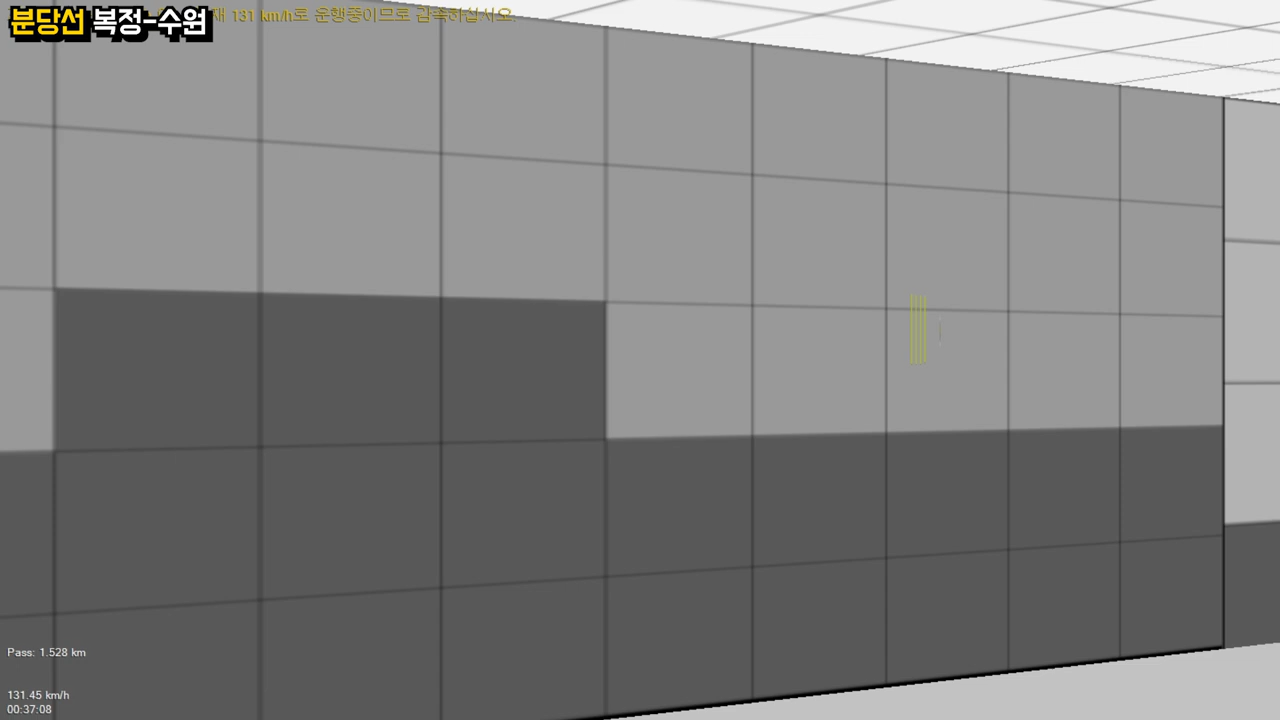 재 131 km/h로 운행중이므로 감속하십시오.
분당선 복정-수원
Pass: 1.528 km
131.45 km/h
00:37:08